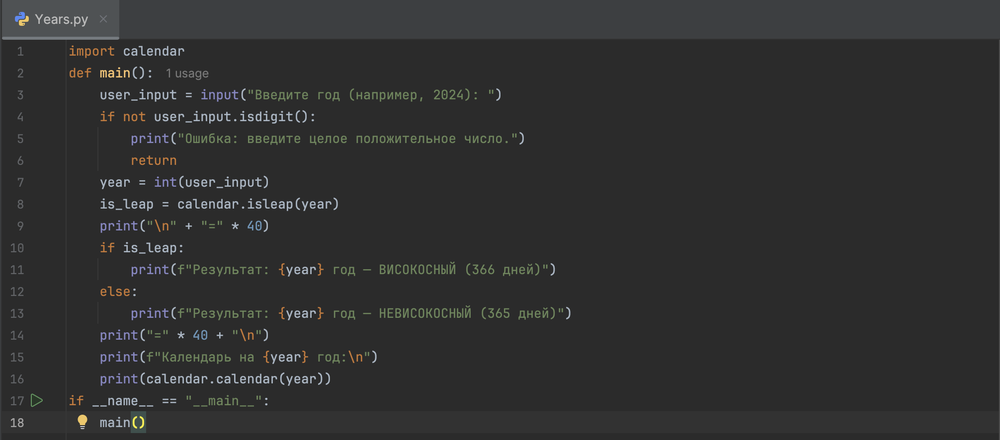 Years.py
1 import calendar
2 def main(): 1 usage
3     user_input = input("Введите год (например, 2024): ")
4     if not user_input.isdigit():
5         print("Ошибка: введите целое положительное число.")
6         return
7     year = int(user_input)
8     is_leap = calendar.isleap(year)
9     print("\n" + "=" * 40)
10     if is_leap:
11         print(f"Результат: {year} год — ВИСОКОСНЫЙ (366 дней)")
12     else:
13         print(f"Результат: {year} год — НЕВИСОКОСНЫЙ (365 дней)")
14     print("=" * 40 + "\n")
15     print(f"Календарь на {year} год:\n")
16     print(calendar.calendar(year))
17 if __name__ == "__main__":
18     main()